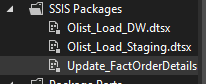 SSIS Packages
Olist_Load_DW.dtsx
Olist_Load_Staging.dtsx
Update_FactOrderDetails